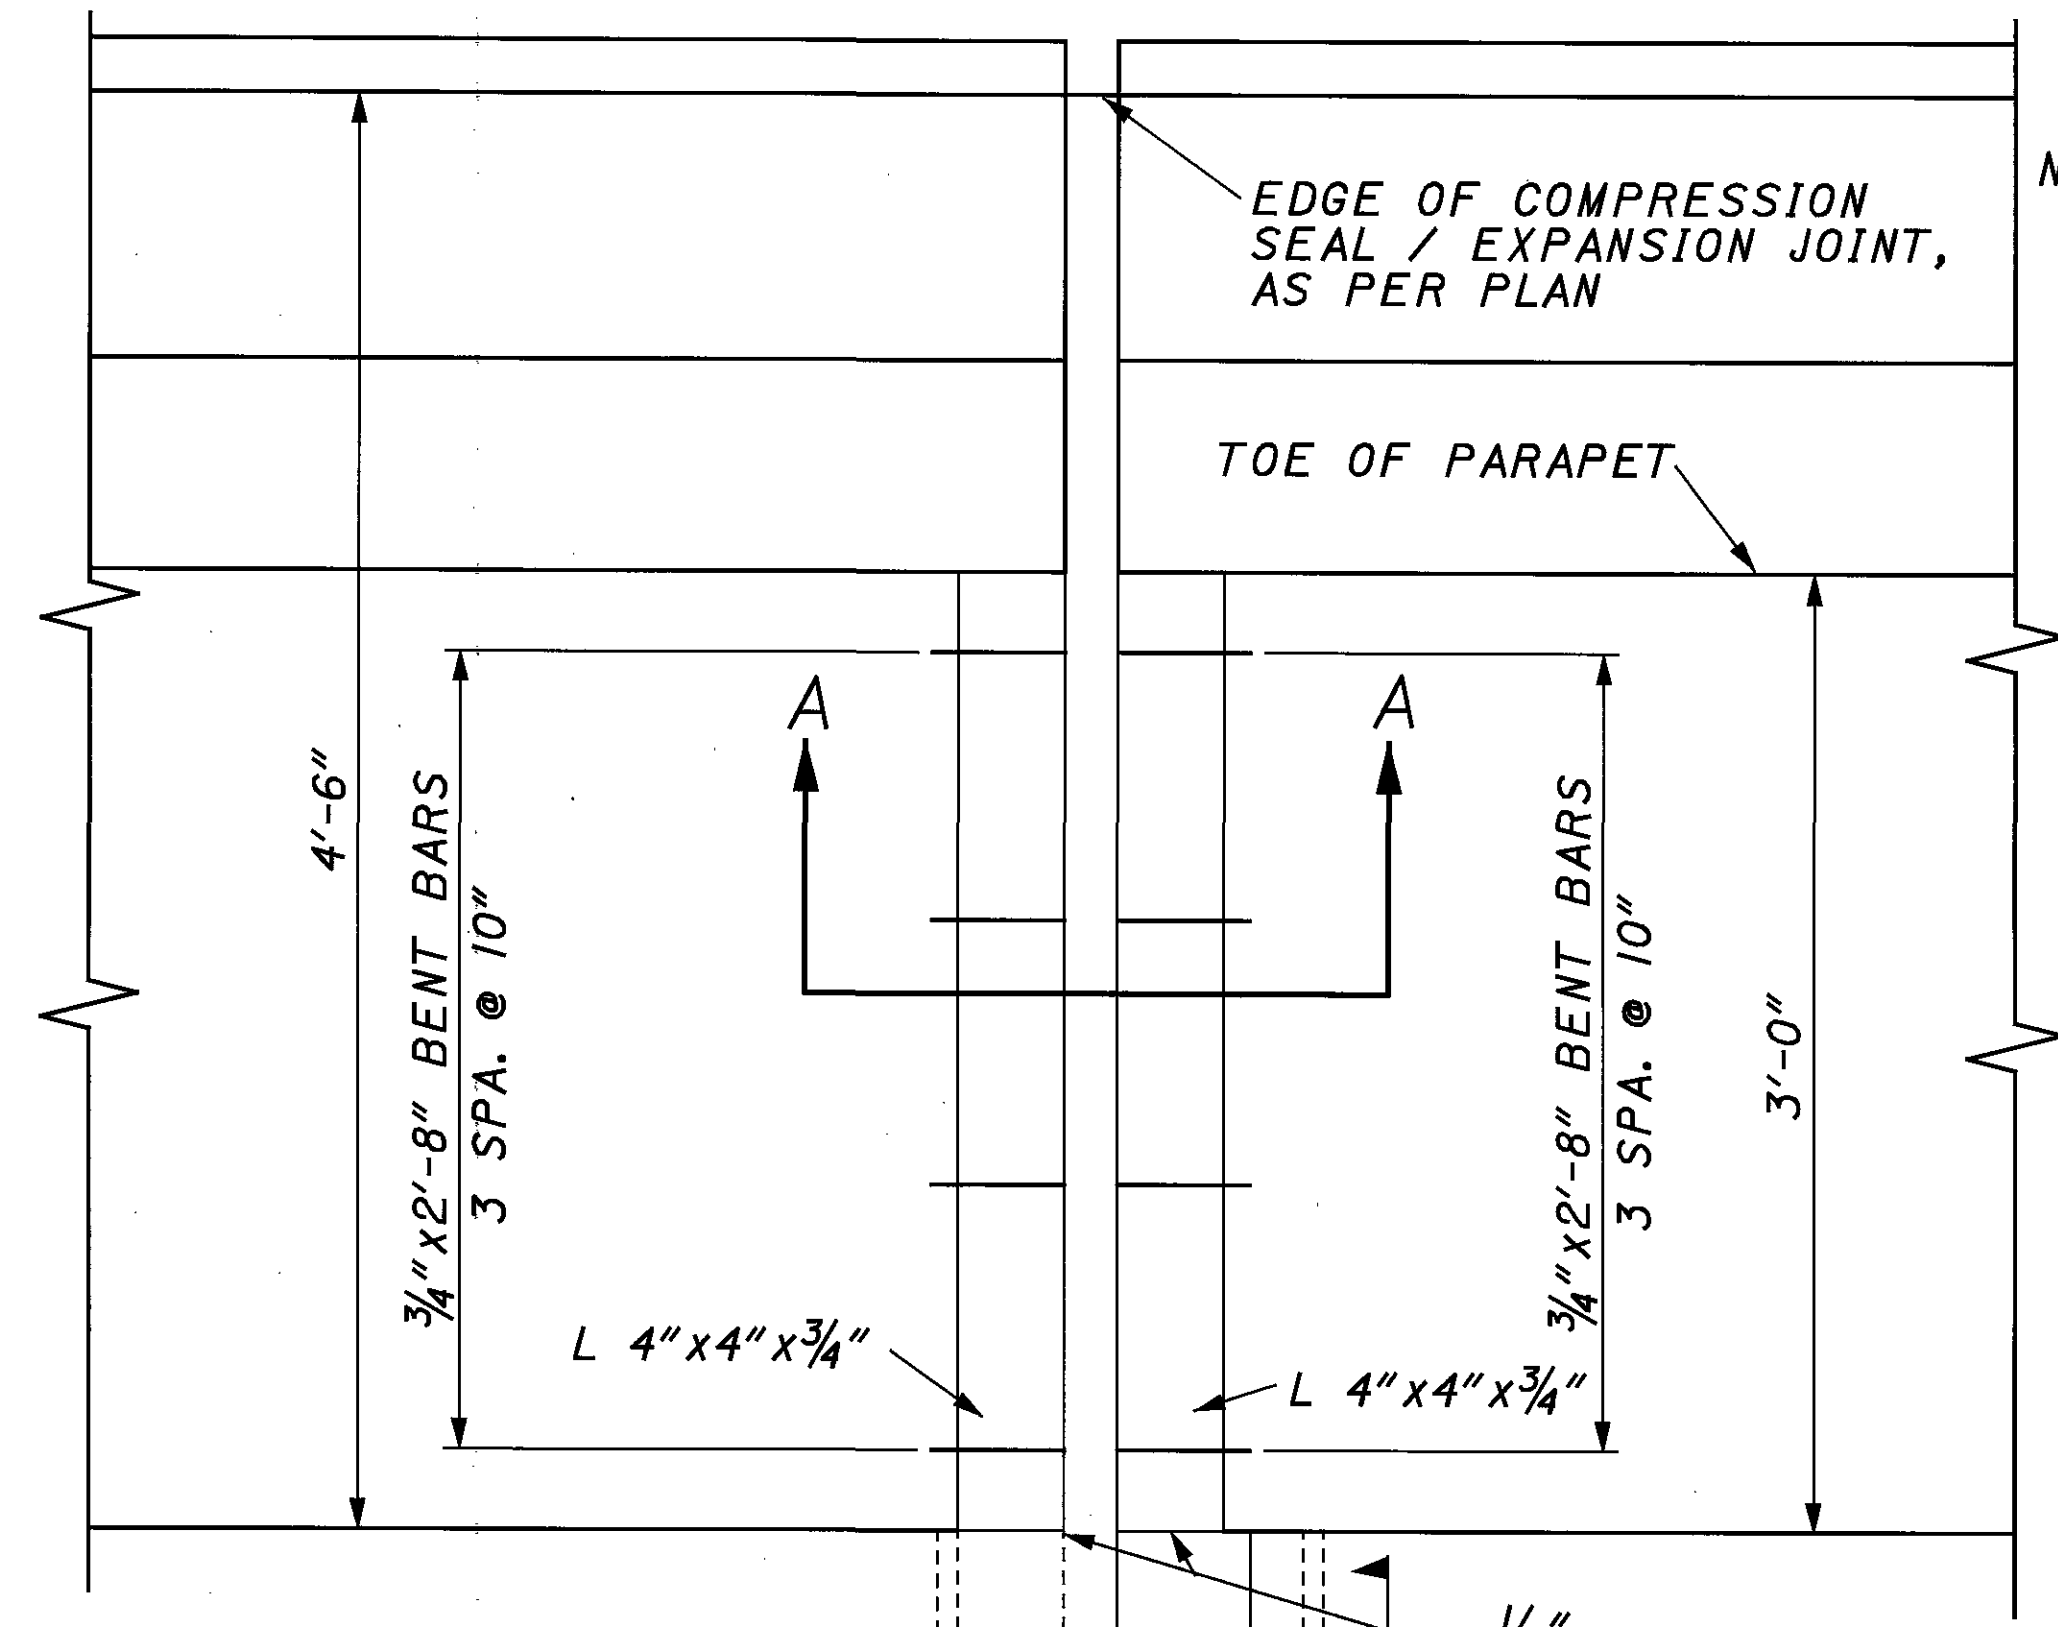 EDGE OF COMPRESSION
SEAL / EXPANSION JOINT,
AS PER PLAN
TOE OF PARAPET
A
A
4'-6"
3/4"x2'-8" BENT BARS
3 SPA. @ 10"
3/4"x2'-8" BENT BARS
3 SPA. @ 10"
3'-0"
L 4"x4"x3/4"
L 4"x4"x3/4"